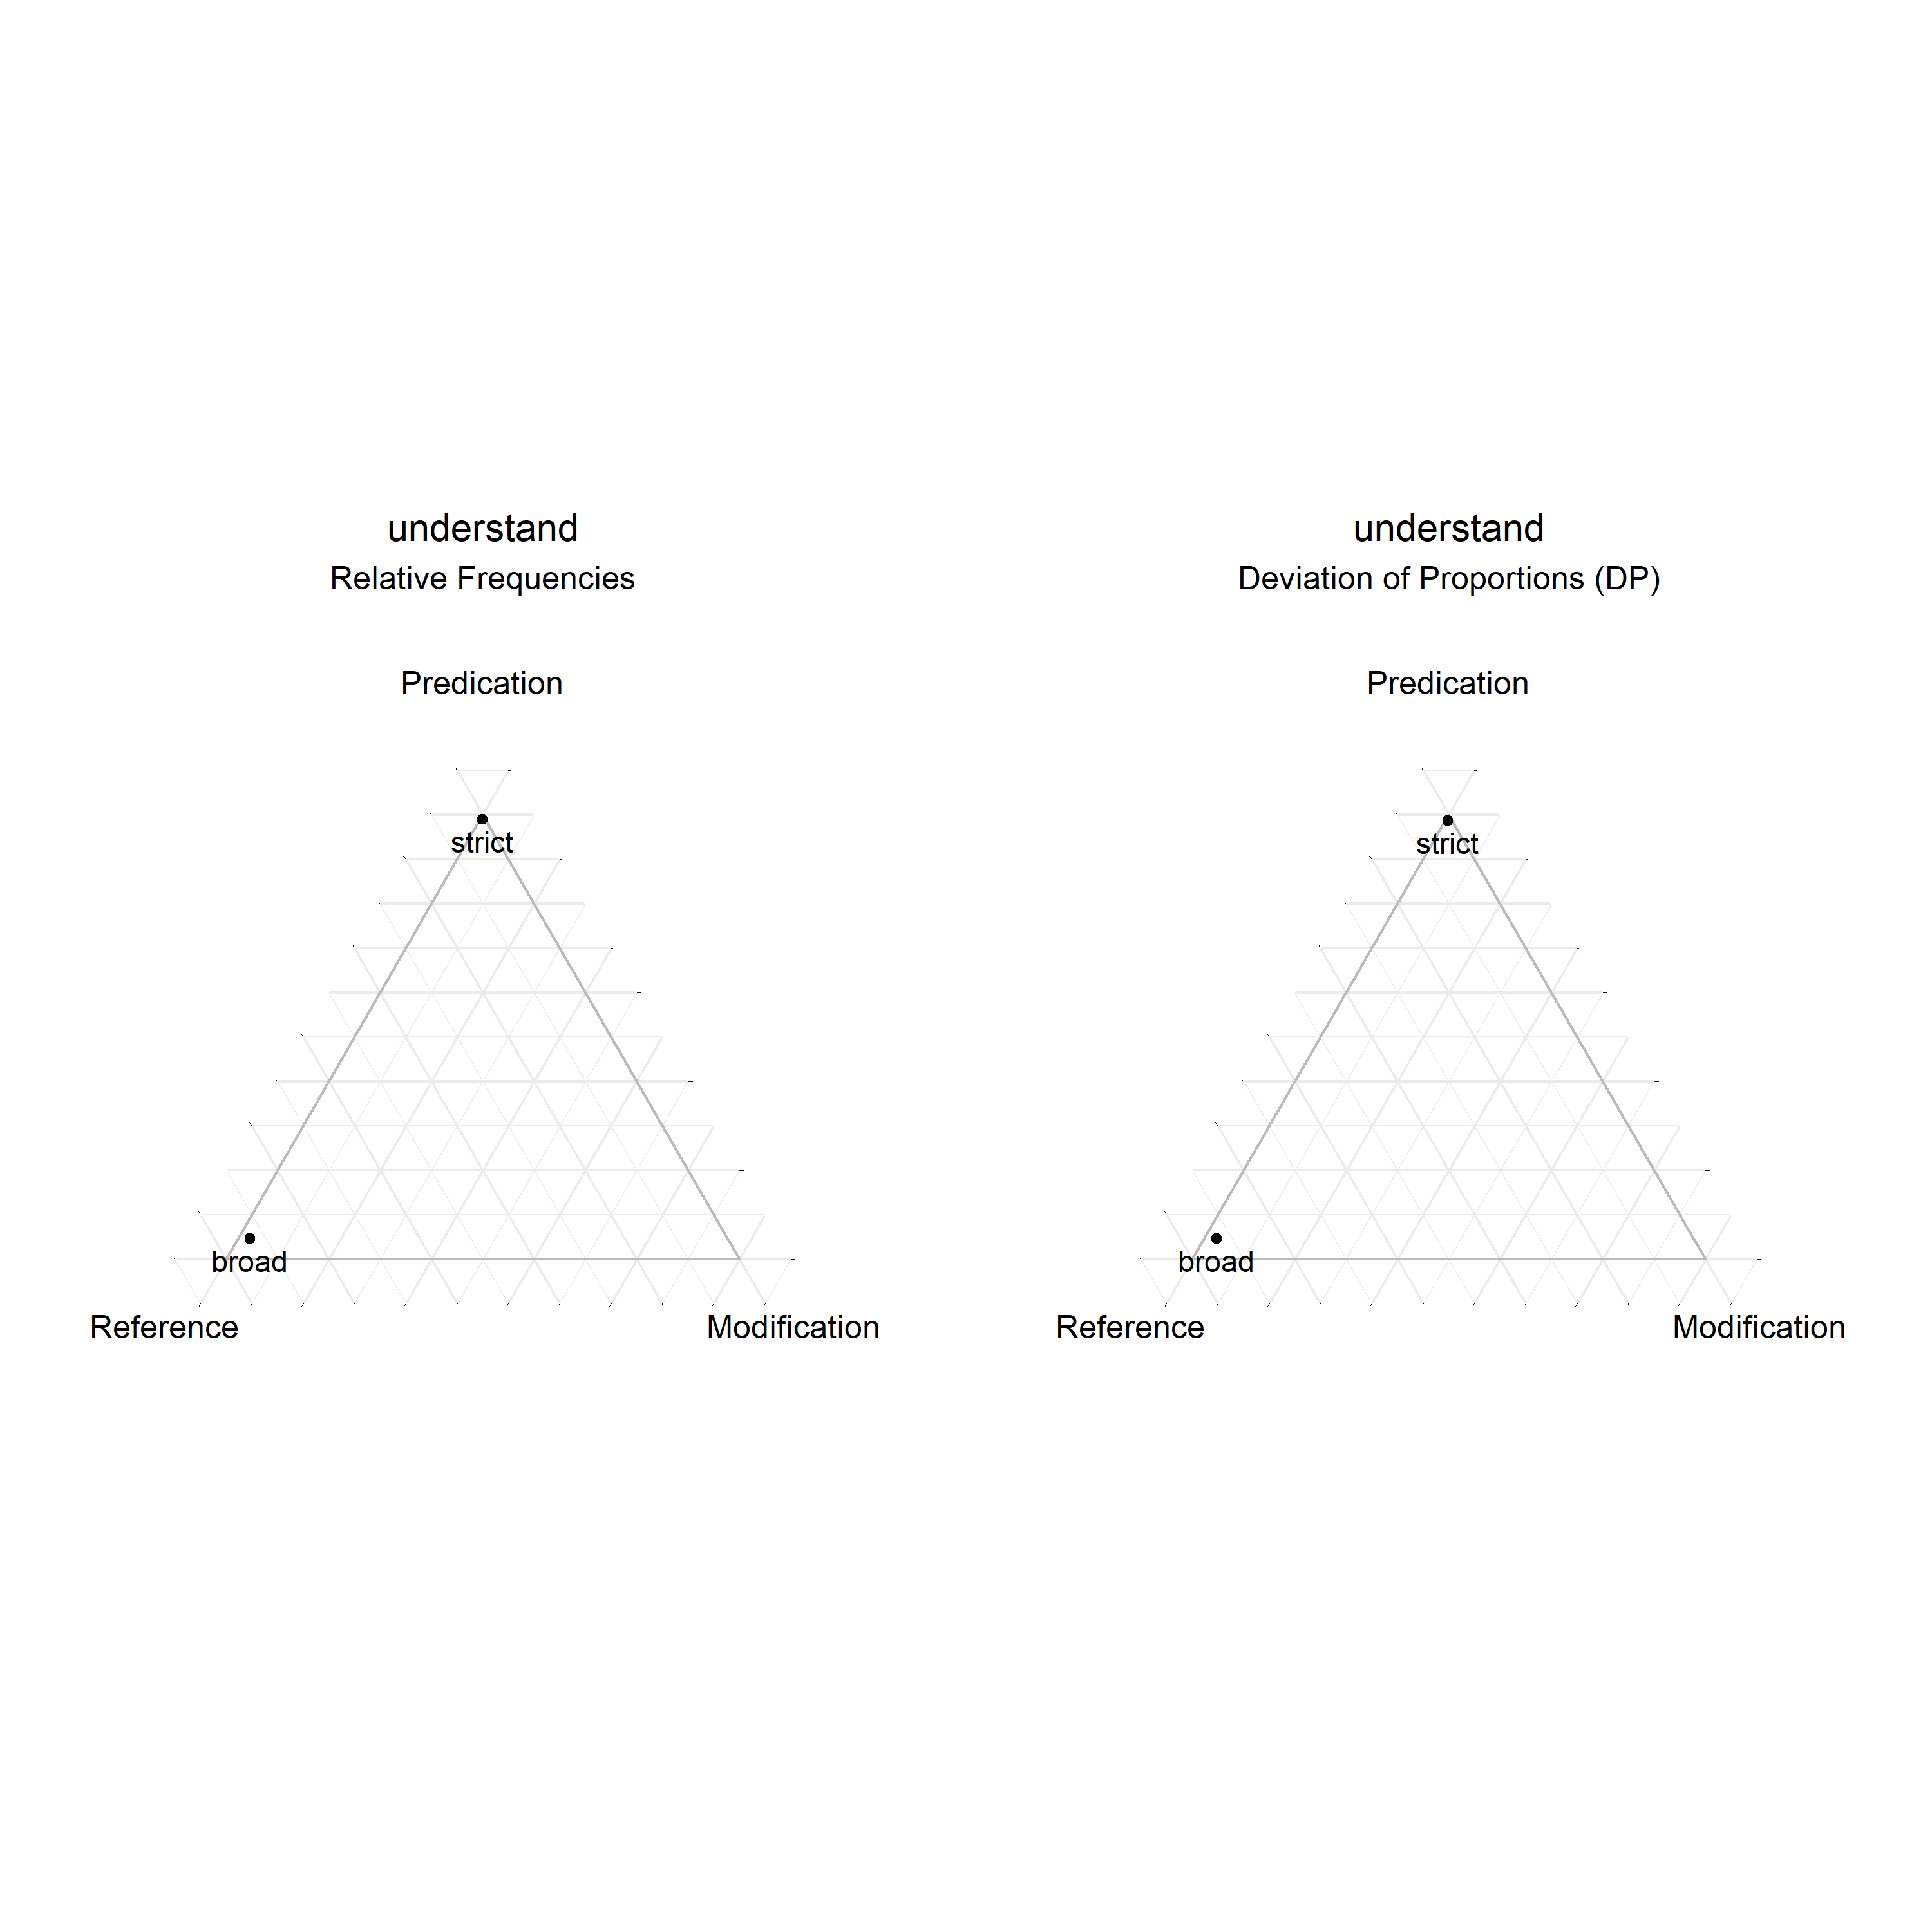 understand
Relative Frequencies
Predication
strict
broad
Reference
Modification
understand
Deviation of Proportions (DP)
Predication
strict
broad
Reference
Modification